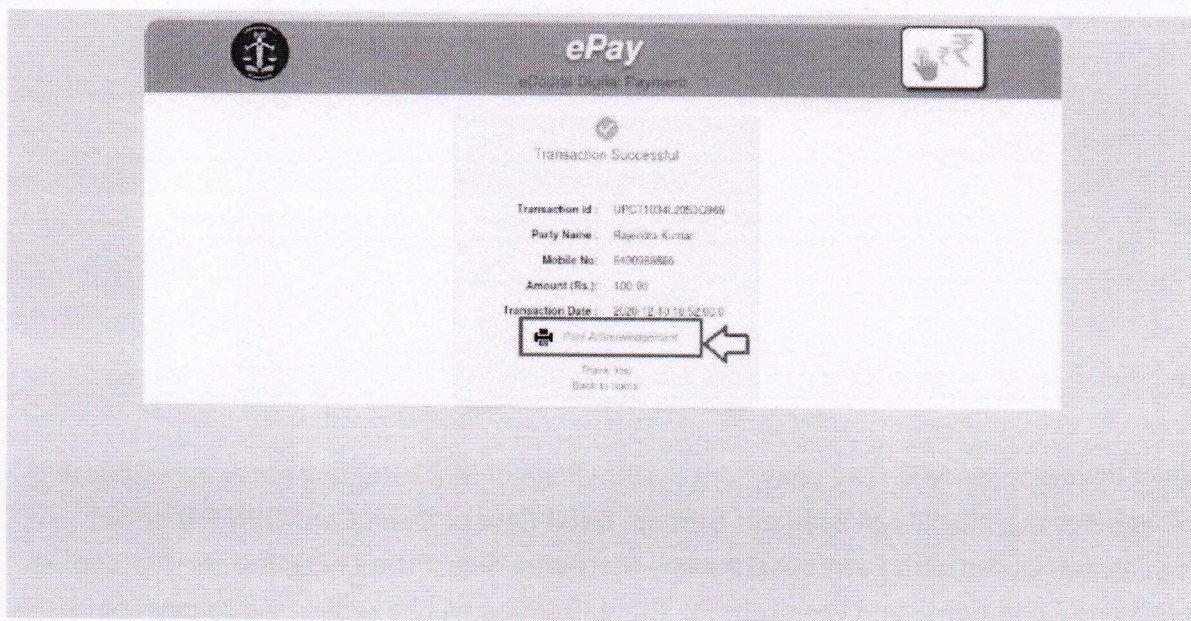 ePay
eCourts Digital Payment
Transaction Successful
Transaction Id :
Party Name : Rajendra Kumar
Mobile No:
Amount (Rs.): 100.00
Transaction Date :
Print Acknowledgement
Thank You
Back to home